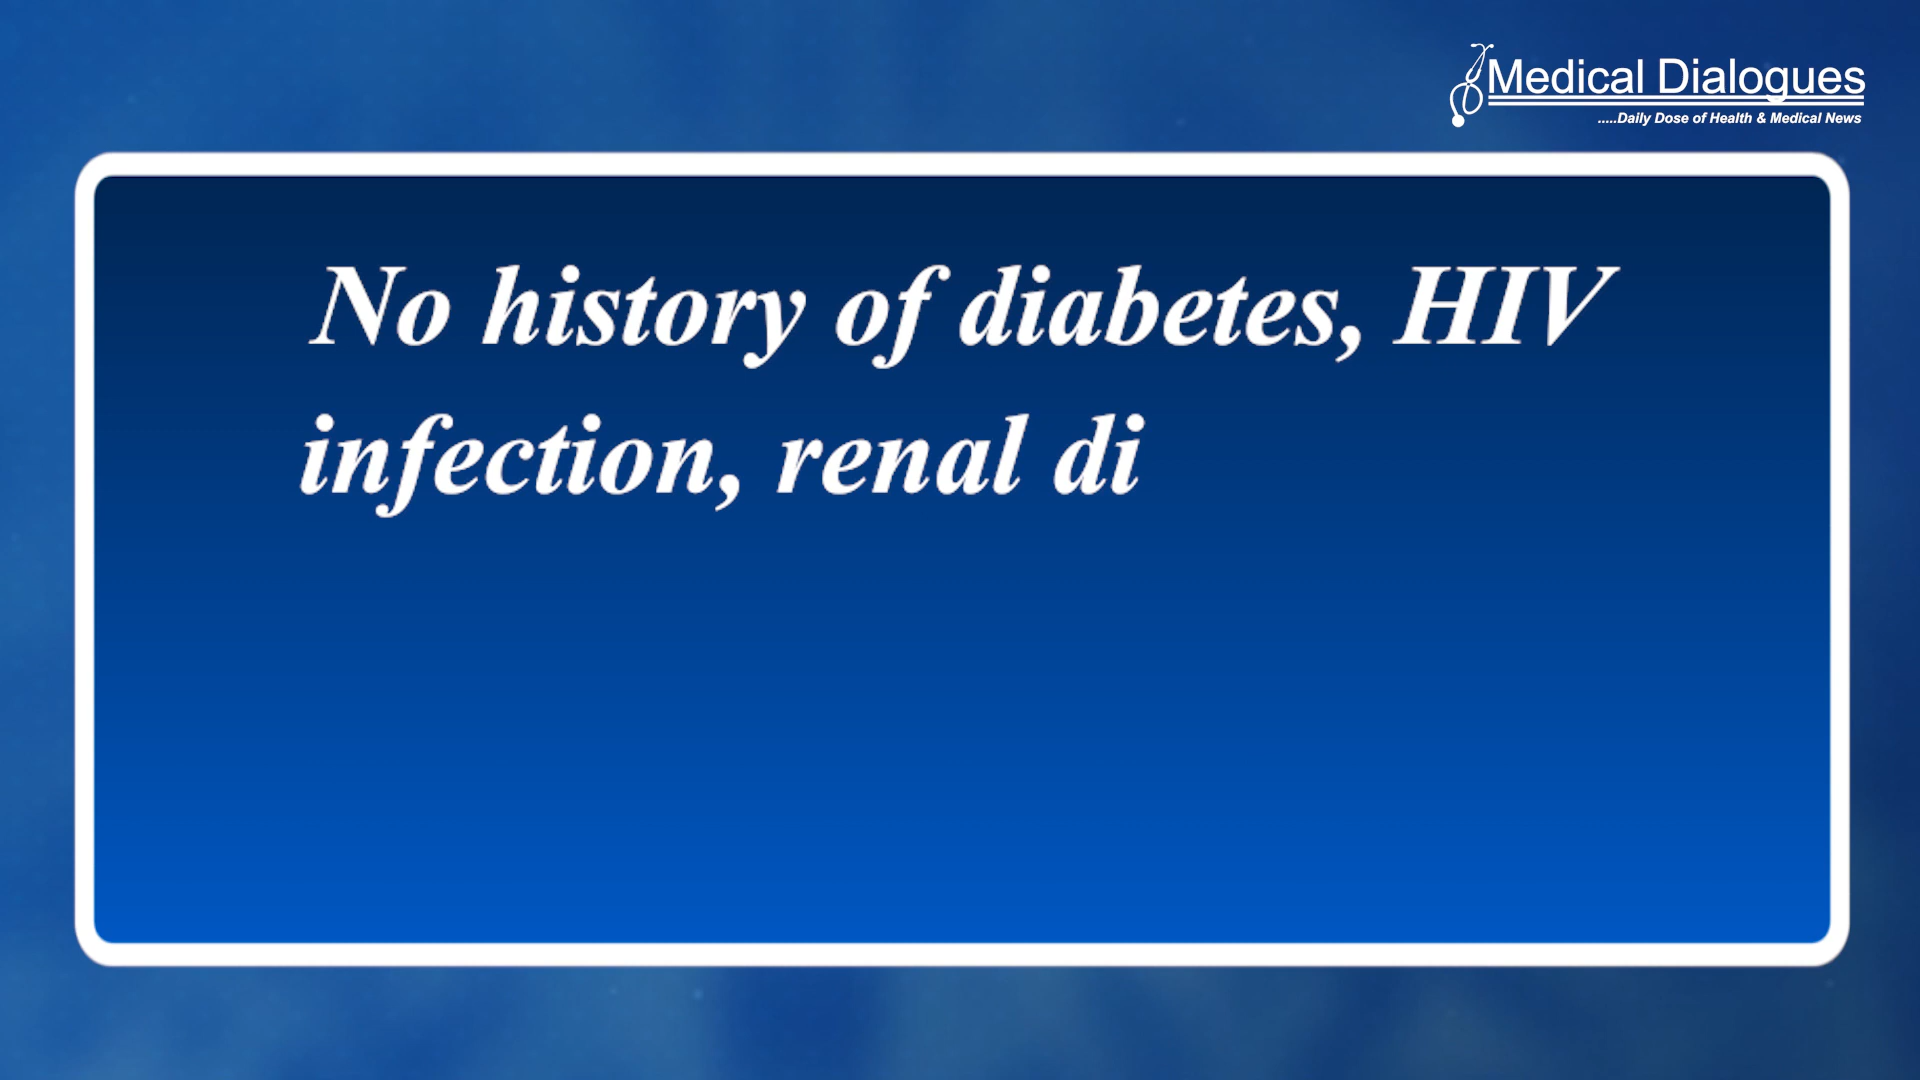 Medical Dialogues
.....Daily Dose of Health & Medical News
No history of diabetes, HIV
infection, renal di